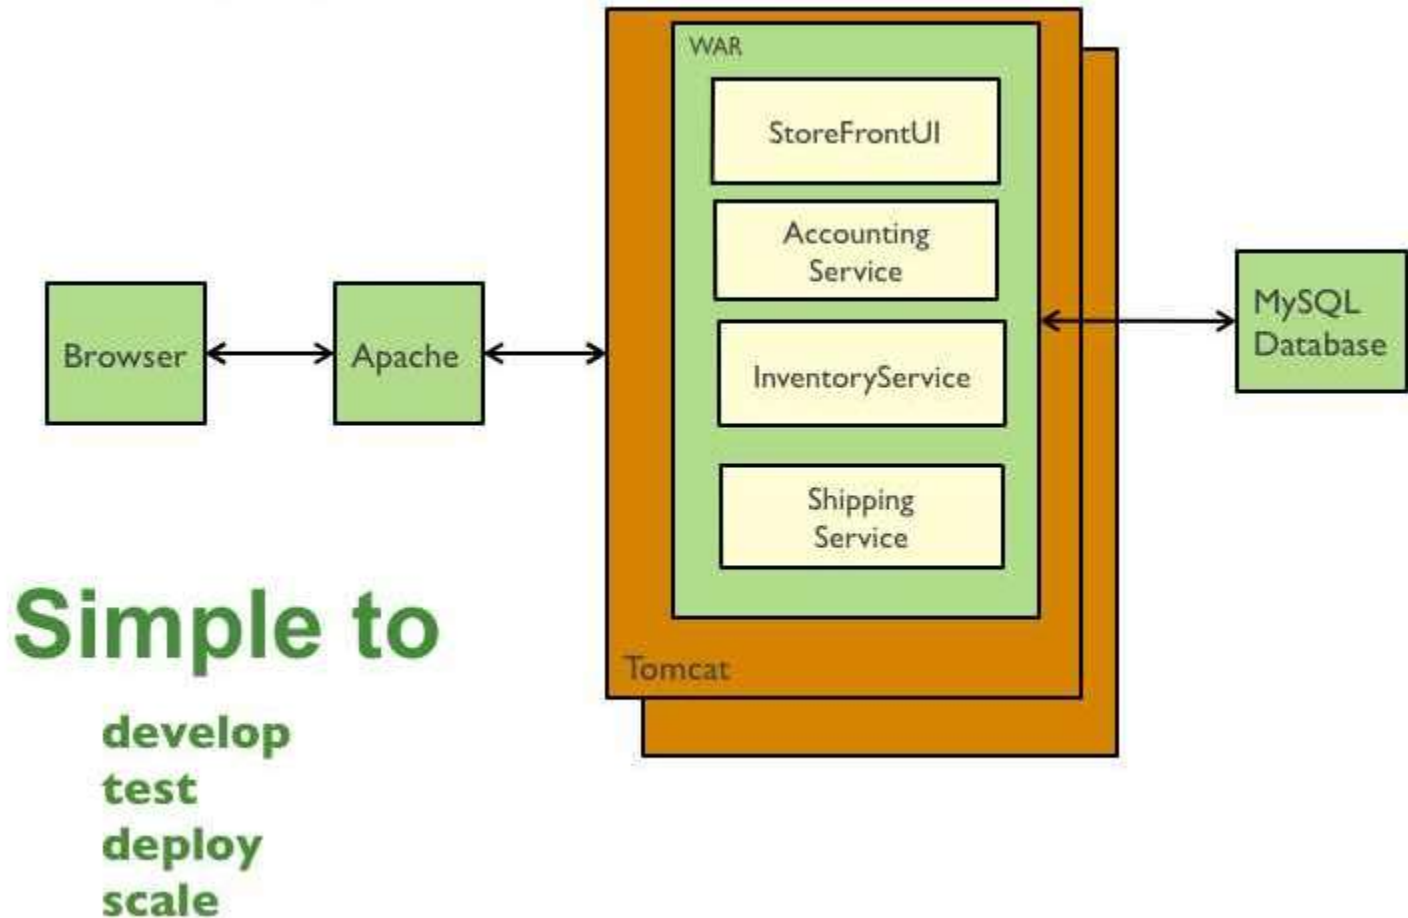 WAR
StoreFrontUI
Accounting
Service
InventoryService
Shipping
Service
Tomcat
Browser
Apache
MySQL
Database
Simple to
develop
test
deploy
scale